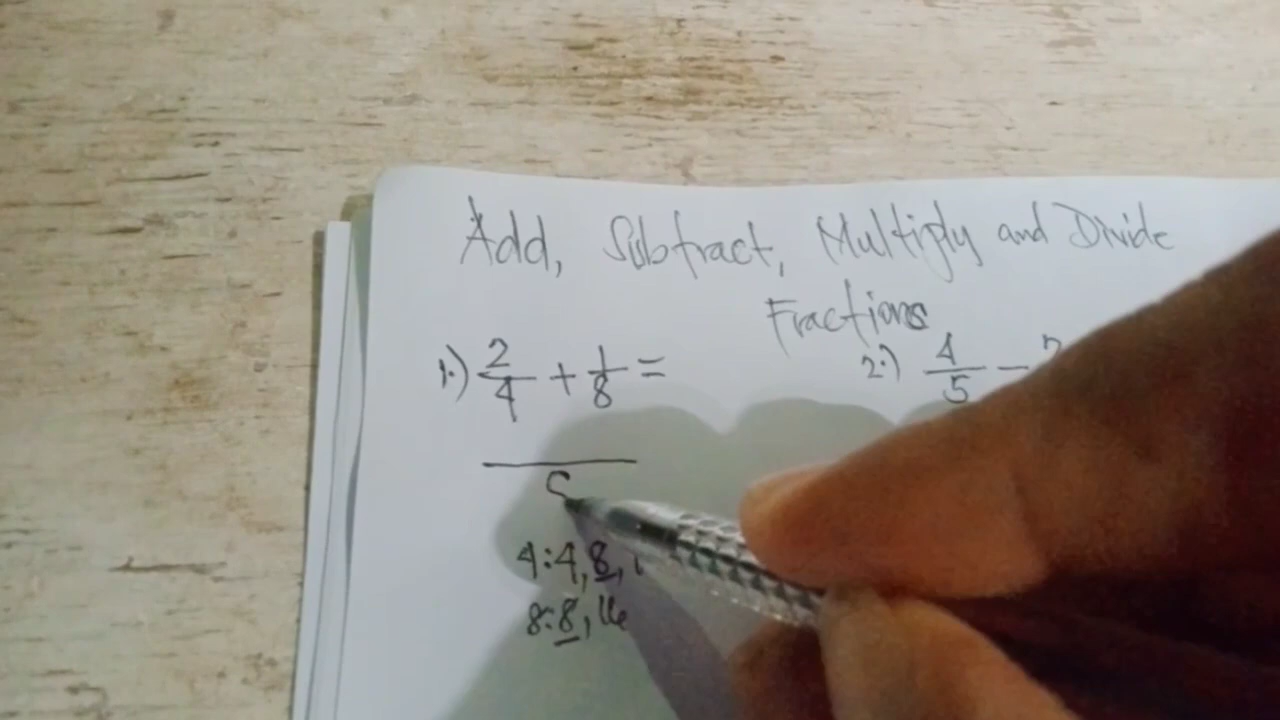 Add, Subtract, Multiply and Divide
Fractions
1.) 2/4 + 1/8 =
2.) 4/5 -
4:4,8,
8:8,16